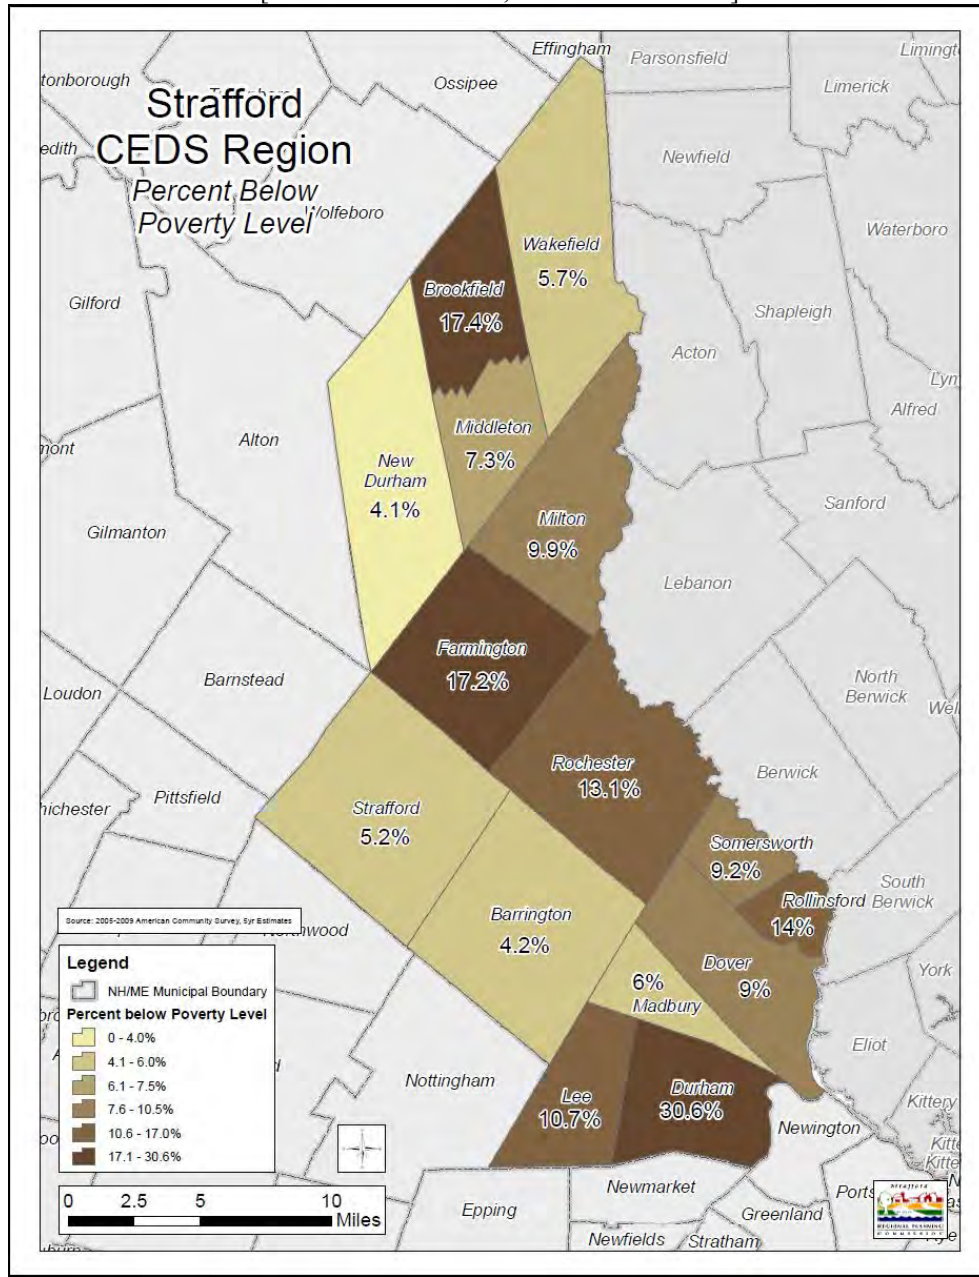 Effingham
Parsonsfield
Limerick
Ossipee
Strafford
CEDS Region
Percent Below
Poverty Level
Newfield
Wolfeboro
Waterboro
Wakefield
5.7%
Gilford
Brookfield
17.4%
Shapleigh
Acton
Alfred
Alton
Middleton
7.3%
New
Durham
4.1%
Sanford
Gilmanton
Milton
9.9%
Lebanon
Farmington
17.2%
Barnstead
North
Berwick
Loudon
Rochester
13.1%
Berwick
Pittsfield
Strafford
5.2%
Somersworth
9.2%
South
Berwick
Rollinsford
14%
Barrington
4.2%
Source: 2005-2009 American Community Survey, 5yr Estimates
Dover
9%
York
6%
Madbury
Legend
NH/ME Municipal Boundary
Percent below Poverty Level
0 - 4.0%
4.1 - 6.0%
6.1 - 7.5%
7.6 - 10.5%
10.6 - 17.0%
17.1 - 30.6%
Eliot
Nottingham
Lee
10.7%
Durham
30.6%
Kittery
Newington
Newmarket
Epping
Greenland
Newfields
Stratham
0 2.5 5 10
Miles
Strafford
REGIONAL PLANNING
COMMISSION